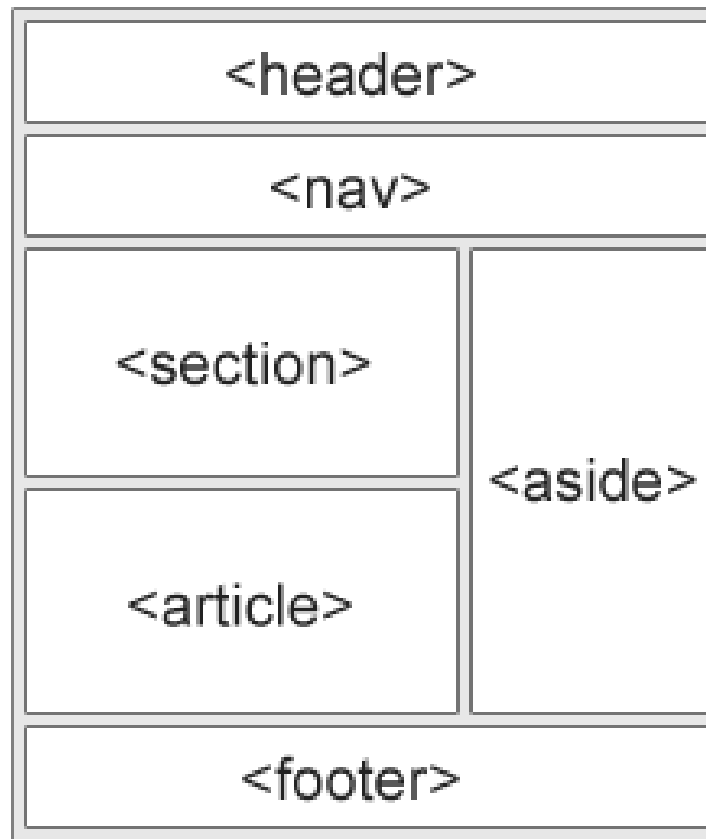 <header>
<nav>
<section>
<article>
<aside>
<footer>